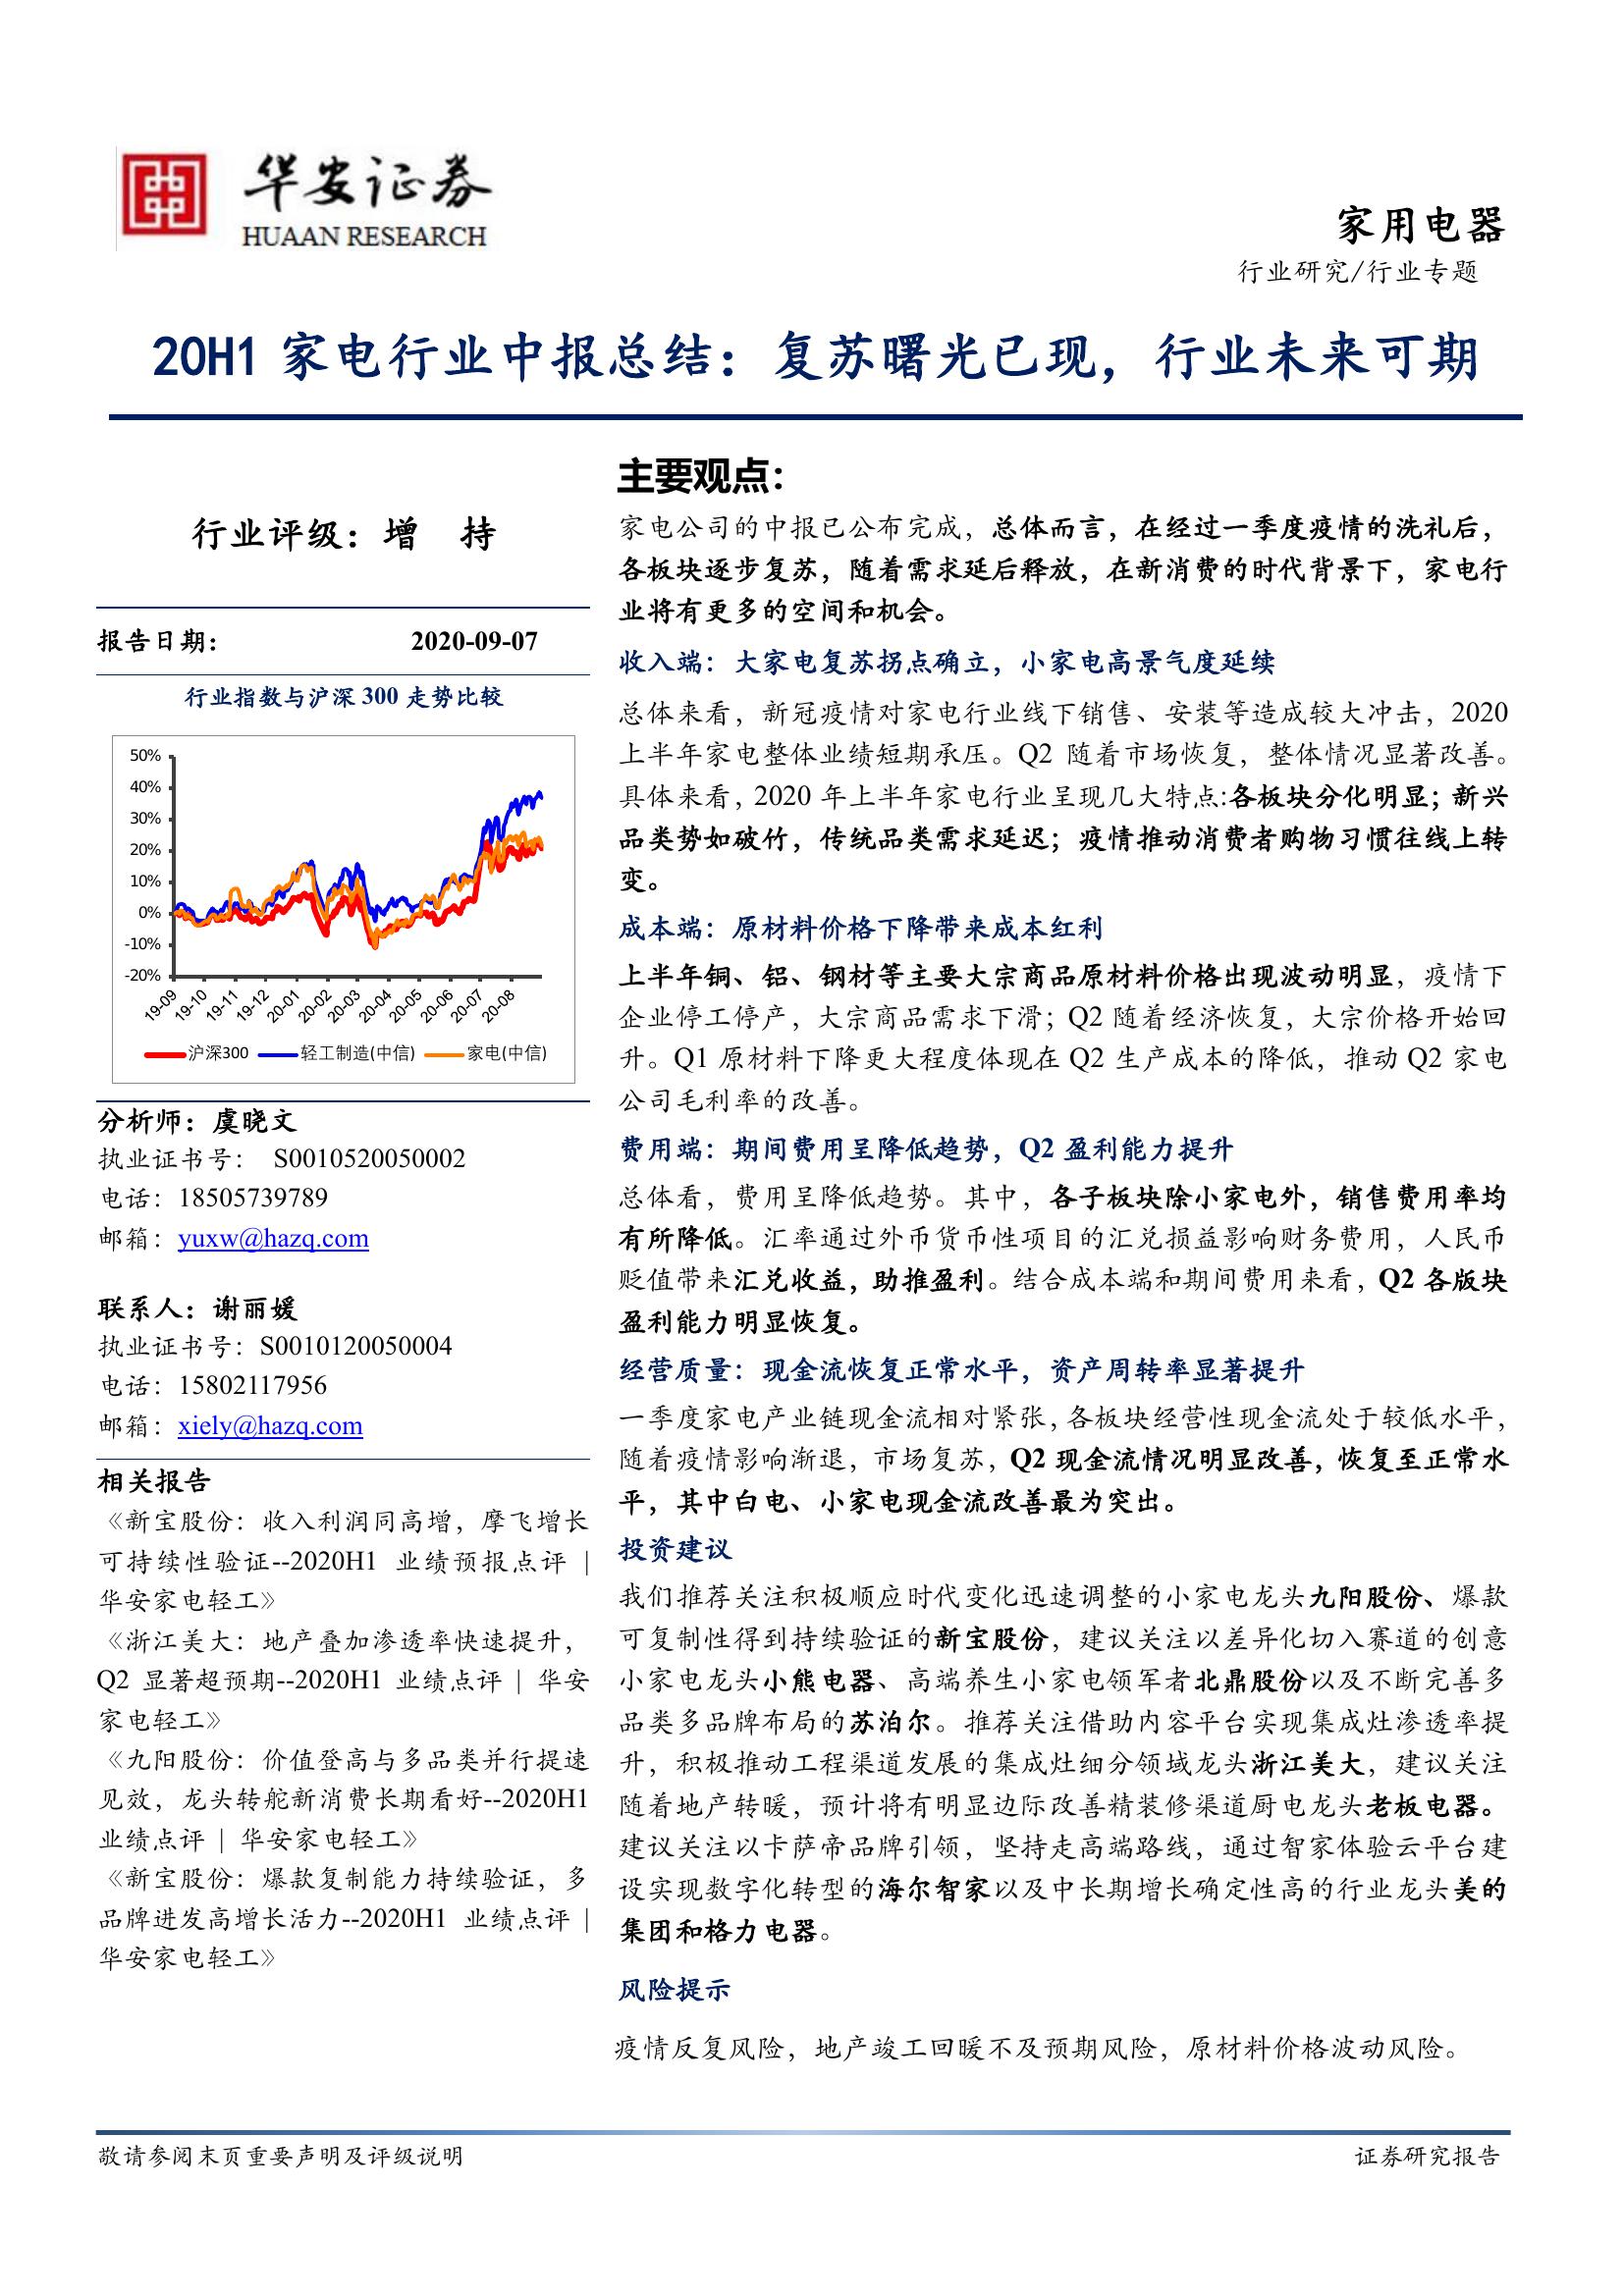 华安证券
HUAAN RESEARCH
家用电器
行业研究/行业专题
20H1 家电行业中报总结：复苏曙光已现，行业未来可期
行业评级：增 持
报告日期： 2020-09-07
行业指数与沪深 300 走势比较
50%
40%
30%
20%
10%
0%
-10%
-20%
19-09
19-10
19-11
19-12
20-01
20-02
20-03
20-04
20-05
20-06
20-07
20-08
沪深300 轻工制造(中信) 家电(中信)
分析师：虞晓文
执业证书号： S0010520050002
电话：18505739789
邮箱：yuxw@hazq.com
联系人：谢丽媛
执业证书号：S0010120050004
电话：15802117956
邮箱：xiely@hazq.com
相关报告
《新宝股份：收入利润同高增，摩飞增长
可持续性验证--2020H1 业绩预报点评 |
华安家电轻工》
《浙江美大：地产叠加渗透率快速提升，
Q2 显著超预期--2020H1 业绩点评 | 华安
家电轻工》
《九阳股份：价值登高与多品类并行提速
见效，龙头转舵新消费长期看好--2020H1
业绩点评 | 华安家电轻工》
《新宝股份：爆款复制能力持续验证，多
品牌迸发高增长活力--2020H1 业绩点评 |
华安家电轻工》
主要观点：
家电公司的中报已公布完成，总体而言，在经过一季度疫情的洗礼后，
各板块逐步复苏，随着需求延后释放，在新消费的时代背景下，家电行
业将有更多的空间和机会。
收入端：大家电复苏拐点确立，小家电高景气度延续
总体来看，新冠疫情对家电行业线下销售、安装等造成较大冲击，2020
上半年家电整体业绩短期承压。Q2 随着市场恢复，整体情况显著改善。
具体来看，2020 年上半年家电行业呈现几大特点:各板块分化明显；新兴
品类势如破竹，传统品类需求延迟；疫情推动消费者购物习惯往线上转
变。
成本端：原材料价格下降带来成本红利
上半年铜、铝、钢材等主要大宗商品原材料价格出现波动明显，疫情下
企业停工停产，大宗商品需求下滑；Q2 随着经济恢复，大宗价格开始回
升。Q1 原材料下降更大程度体现在 Q2 生产成本的降低，推动 Q2 家电
公司毛利率的改善。
费用端：期间费用呈降低趋势，Q2 盈利能力提升
总体看，费用呈降低趋势。其中，各子板块除小家电外，销售费用率均
有所降低。汇率通过外币货币性项目的汇兑损益影响财务费用，人民币
贬值带来汇兑收益，助推盈利。结合成本端和期间费用来看，Q2 各版块
盈利能力明显恢复。
经营质量：现金流恢复正常水平，资产周转率显著提升
一季度家电产业链现金流相对紧张，各板块经营性现金流处于较低水平，
随着疫情影响渐退，市场复苏，Q2 现金流情况明显改善，恢复至正常水
平，其中白电、小家电现金流改善最为突出。
投资建议
我们推荐关注积极顺应时代变化迅速调整的小家电龙头九阳股份、爆款
可复制性得到持续验证的新宝股份，建议关注以差异化切入赛道的创意
小家电龙头小熊电器、高端养生小家电领军者北鼎股份以及不断完善多
品类多品牌布局的苏泊尔。推荐关注借助内容平台实现集成灶渗透率提
升，积极推动工程渠道发展的集成灶细分领域龙头浙江美大，建议关注
随着地产转暖，预计将有明显边际改善精装修渠道厨电龙头老板电器。
建议关注以卡萨帝品牌引领，坚持走高端路线，通过智家体验云平台建
设实现数字化转型的海尔智家以及中长期增长确定性高的行业龙头美的
集团和格力电器。
风险提示
疫情反复风险，地产竣工回暖不及预期风险，原材料价格波动风险。
敬请参阅末页重要声明及评级说明 证券研究报告